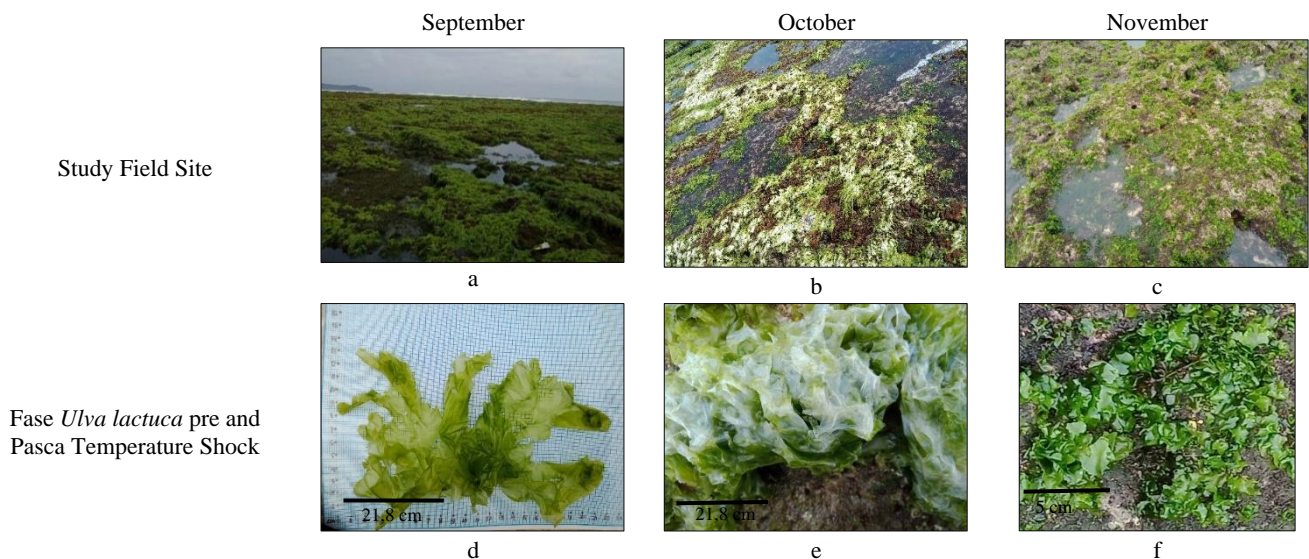 September
October
November
Study Field Site
a
b
c
Fase Ulva lactuca pre and
Pasca Temperature Shock
21,8 cm
21,8 cm
5 cm
d
e
f